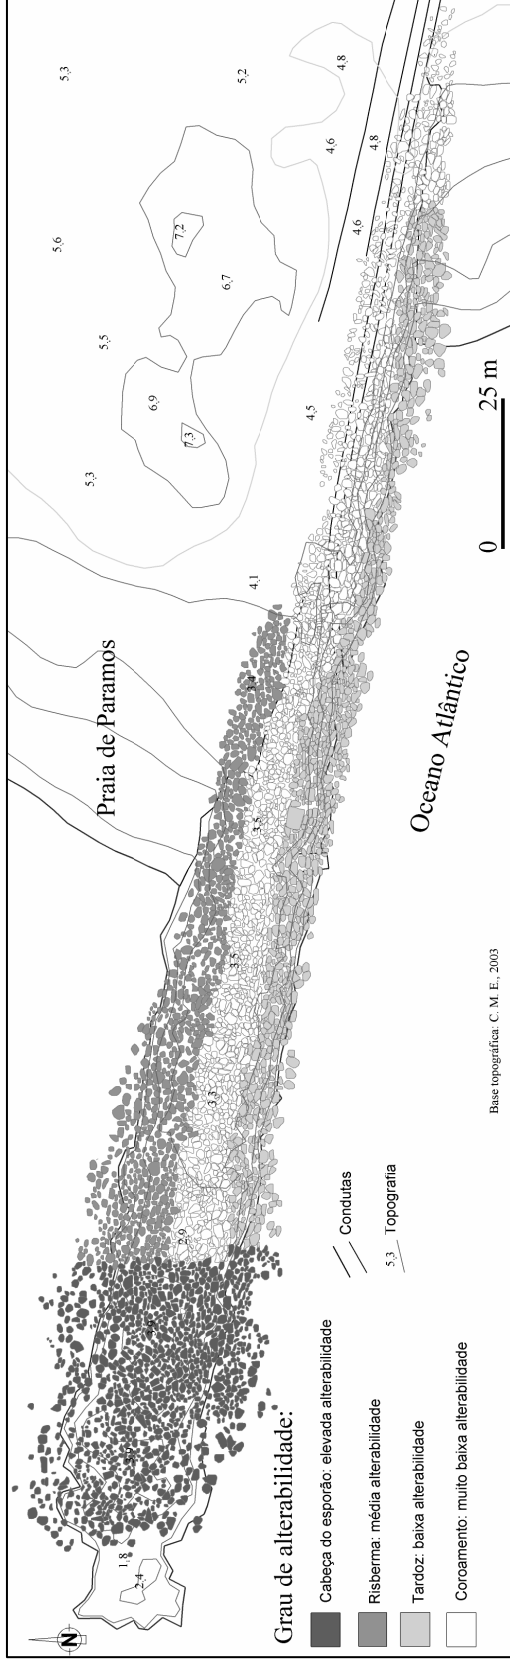 5,3
5,2
4,8
4,6
4,8
7,2
5,6
6,7
4,6
5,5
6,9
7,3
4,5
5,3
4,1
3,4
Praia de Paramos
Oceano Atlântico
0 25 m
3,5
3,5
3,3
2,9
Base topográfica: C. M. E., 2003
Condutas
5,3 Topografia
1,8
2,4
N
Grau de alterabilidade:
Cabeça do esporão: elevada alterabilidade
Risberma: média alterabilidade
Tardoz: baixa alterabilidade
Coroamento: muito baixa alterabilidade